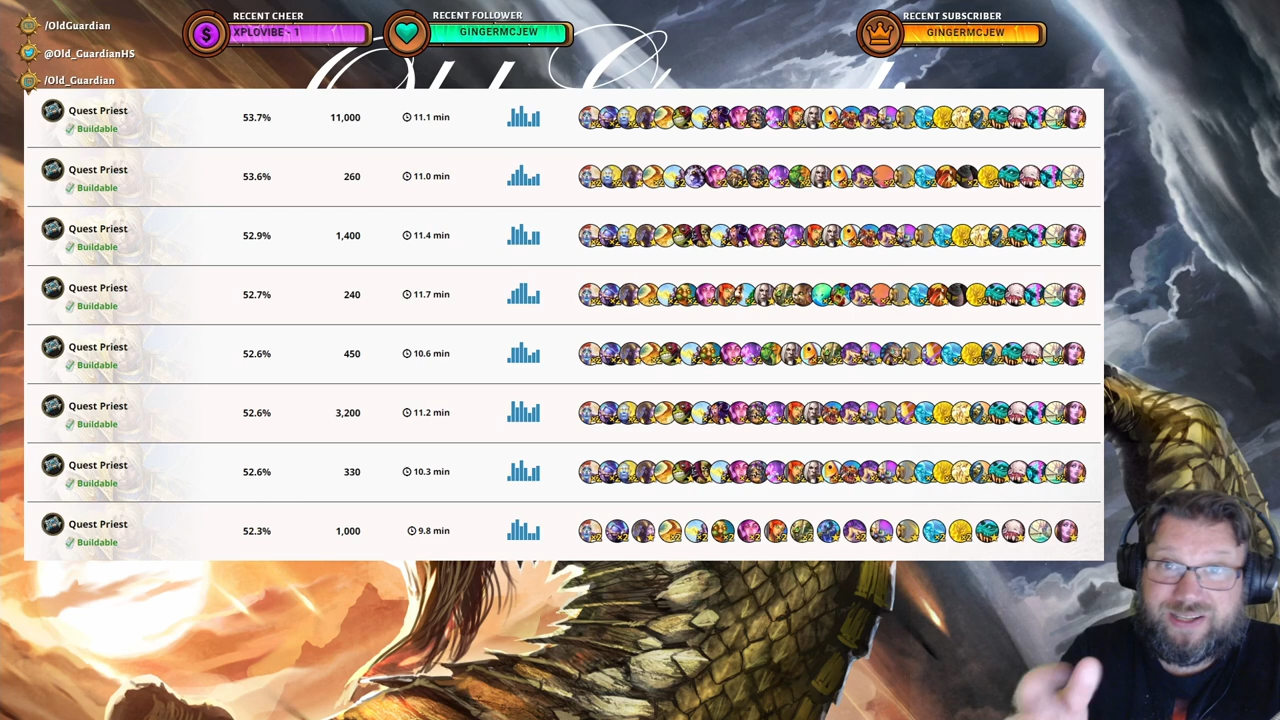 /OldGuardian
@Old_GuardianHS
/Old_Guardian
RECENT CHEER
XPLOVIBE - 1
RECENT FOLLOWER
GINGERMCJEW
RECENT SUBSCRIBER
GINGERMCJEW
Quest Priest
Buildable
53.7% 11,000 11.1 min
Quest Priest
Buildable
53.6% 260 11.0 min
Quest Priest
Buildable
52.9% 1,400 11.4 min
Quest Priest
Buildable
52.7% 240 11.7 min
Quest Priest
Buildable
52.6% 450 10.6 min
Quest Priest
Buildable
52.6% 3,200 11.2 min
Quest Priest
Buildable
52.6% 330 10.3 min
Quest Priest
Buildable
52.3% 1,000 9.8 min